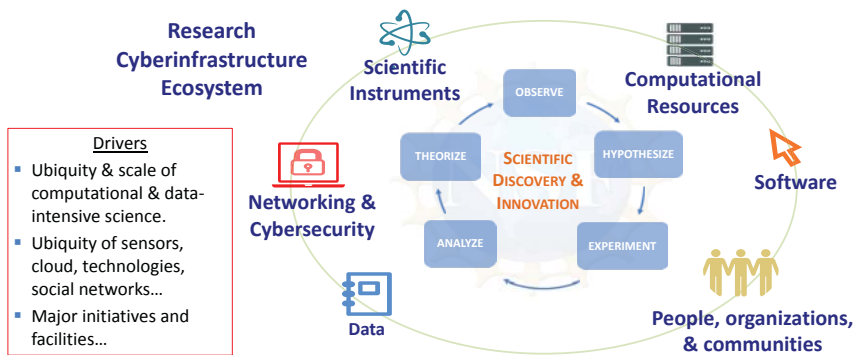 Research
Cyberinfrastructure
Ecosystem
Scientific
Instruments
Computational
Resources
OBSERVE
Drivers
▪ Ubiquity & scale of
computational & data-
intensive science.
▪ Ubiquity of sensors,
cloud, technologies,
social networks…
▪ Major initiatives and
facilities…
THEORIZE
SCIENTIFIC
DISCOVERY &
INNOVATION
HYPOTHESIZE
Software
Networking &
Cybersecurity
ANALYZE
EXPERIMENT
Data
People, organizations,
& communities